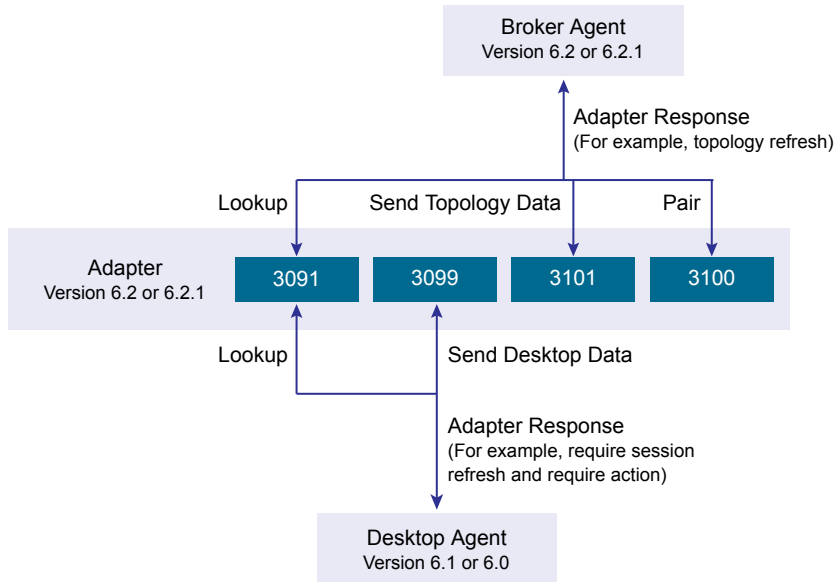 Broker Agent
Version 6.2 or 6.2.1
Adapter Response
(For example, topology refresh)
Lookup
Send Topology Data
Pair
Adapter
Version 6.2 or 6.2.1
3091
3099
3101
3100
Lookup
Send Desktop Data
Adapter Response
(For example, require session
refresh and require action)
Desktop Agent
Version 6.1 or 6.0